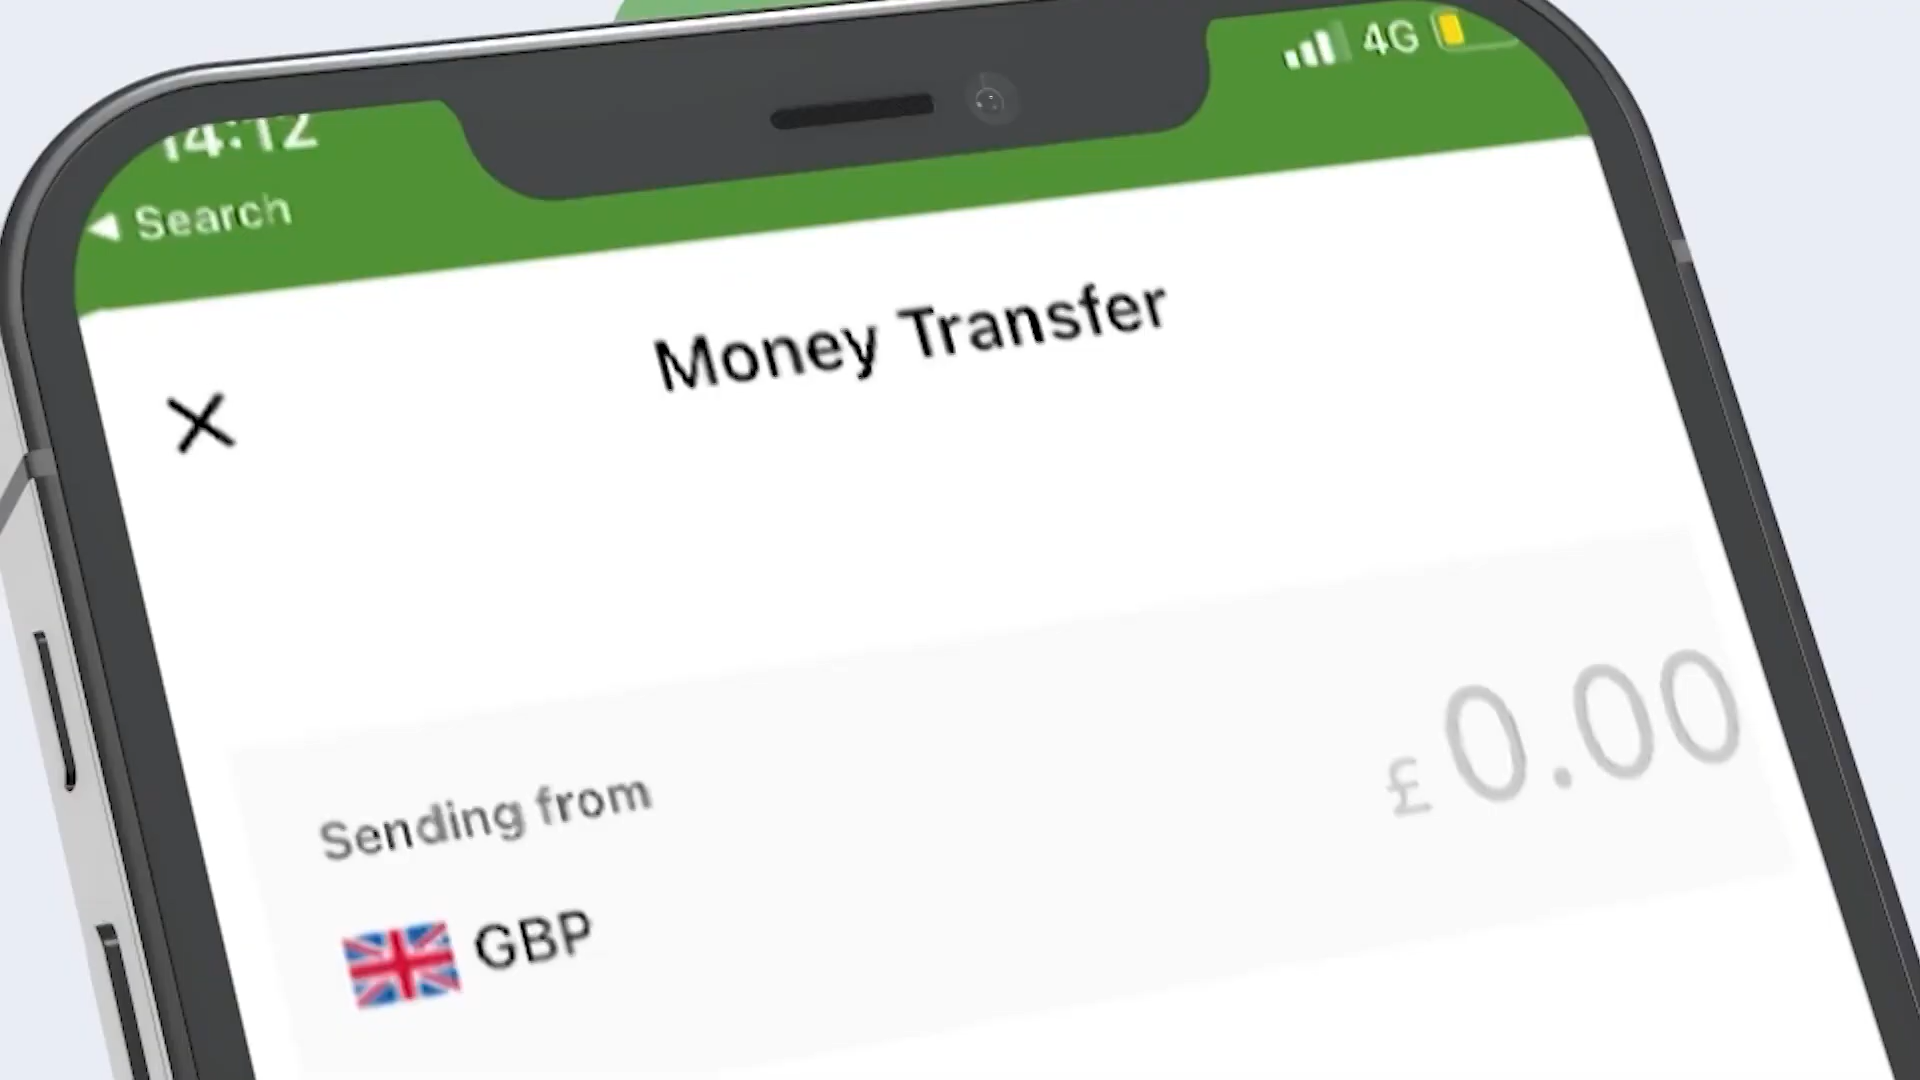 14:12
4G
Search
Money Transfer
Sending from
£0.00
GBP